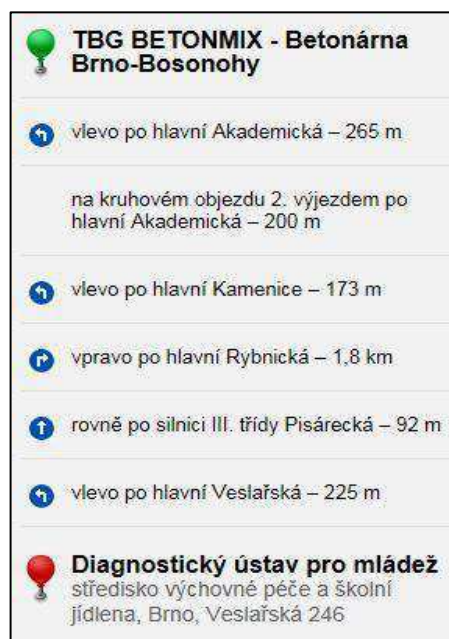 TBG BETONMIX - Betonárna
Brno-Bosonohy
vlevo po hlavní Akademická – 265 m
na kruhovém objezdu 2. výjezdem po
hlavní Akademická – 200 m
vlevo po hlavní Kamenice – 173 m
vpravo po hlavní Rybnická – 1,8 km
rovně po silnici III. třídy Pisárecká – 92 m
vlevo po hlavní Veslařská – 225 m
Diagnostický ústav pro mládež
středisko výchovné péče a školní
jídelna, Brno, Veslařská 246